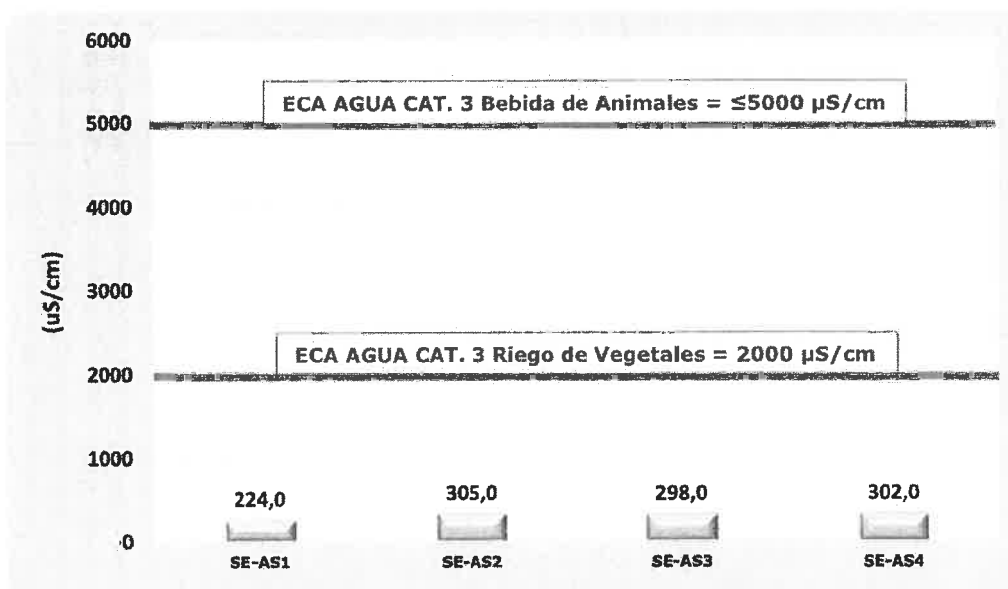 6000
ECA AGUA CAT. 3 Bebida de Animales = ≤5000 µS/cm
5000
4000
(uS/cm)
3000
ECA AGUA CAT. 3 Riego de Vegetales = 2000 µS/cm
2000
1000
224,0 305,0 298,0 302,0
0
SE-AS1 SE-AS2 SE-AS3 SE-AS4